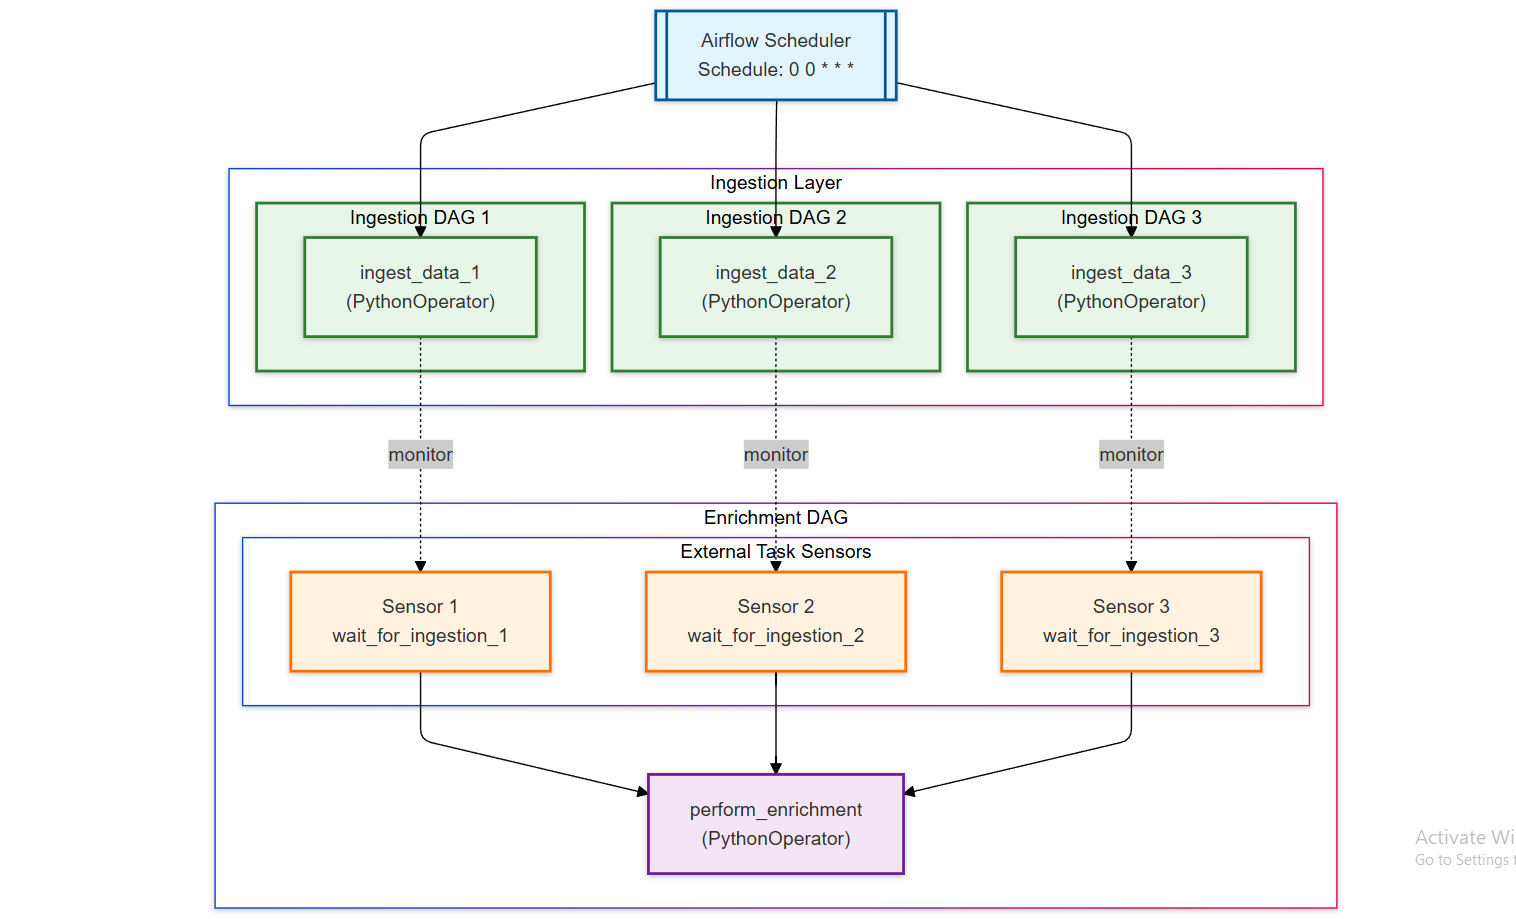 Airflow Scheduler
Schedule: 0 0 * * *
Ingestion Layer
Ingestion DAG 1
Ingestion DAG 2
Ingestion DAG 3
ingest_data_1
(PythonOperator)
ingest_data_2
(PythonOperator)
ingest_data_3
(PythonOperator)
monitor
monitor
monitor
Enrichment DAG
External Task Sensors
Sensor 1
wait_for_ingestion_1
Sensor 2
wait_for_ingestion_2
Sensor 3
wait_for_ingestion_3
perform_enrichment
(PythonOperator)
Activate Wi
Go to Settings t